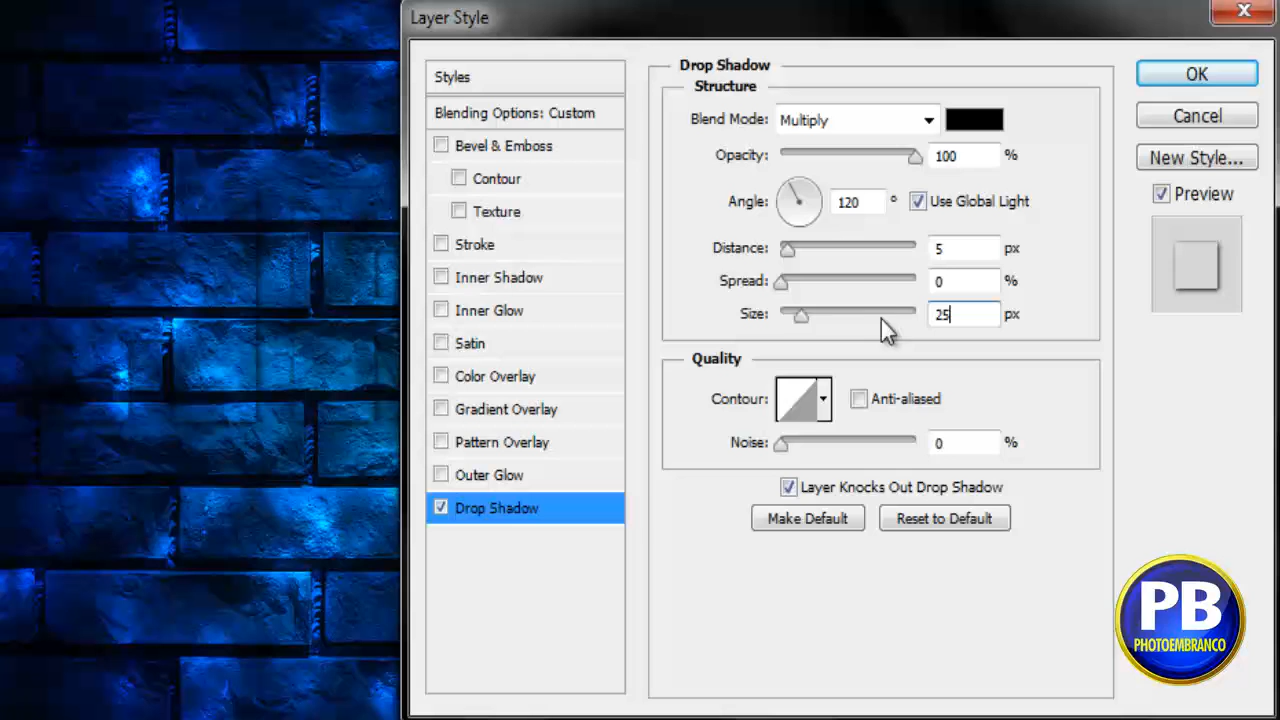 Layer Style
Styles
Blending Options: Custom
Bevel & Emboss
Contour
Texture
Stroke
Inner Shadow
Inner Glow
Satin
Color Overlay
Gradient Overlay
Pattern Overlay
Outer Glow
Drop Shadow
Drop Shadow
Structure
Blend Mode: Multiply
Opacity: 100 %
Angle: 120 ° Use Global Light
Distance: 5 px
Spread: 0 %
Size: 25 px
Quality
Contour: Anti-aliased
Noise: 0 %
Layer Knocks Out Drop Shadow
Make Default Reset to Default
OK
Cancel
New Style...
Preview
PB
PHOTOEMBRANCO